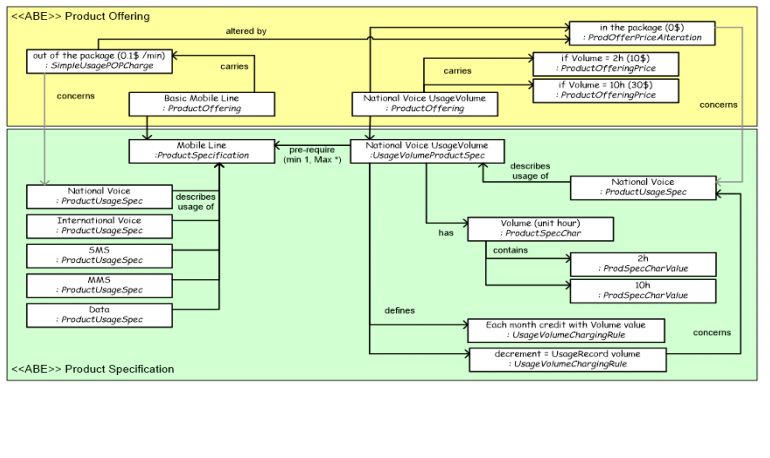 <<ABE>> Product Offering
altered by
in the package (0$)
: ProdOfferPriceAlteration
out of the package (0.1$ /min)
: SimpleUsagePOPCharge
carries
carries
if Volume = 2h (10$)
: ProductOfferingPrice
if Volume = 10h (30$)
: ProductOfferingPrice
concerns
concerns
Basic Mobile Line
: ProductOffering
National Voice UsageVolume
: ProductOffering
Mobile Line
:ProductSpecification
pre-require
(min 1, Max *)
National Voice UsageVolume
:UsageVolumeProductSpec
describes
usage of
National Voice
: ProductUsageSpec
National Voice
: ProductUsageSpec
describes
usage of
International Voice
: ProductUsageSpec
SMS
: ProductUsageSpec
MMS
: ProductUsageSpec
Data
: ProductUsageSpec
has
Volume (unit hour)
: ProductSpecChar
contains
2h
: ProdSpecCharValue
10h
: ProdSpecCharValue
defines
Each month credit with Volume value
: UsageVolumeChargingRule
concerns
decrement = UsageRecord volume
: UsageVolumeChargingRule
<<ABE>> Product Specification